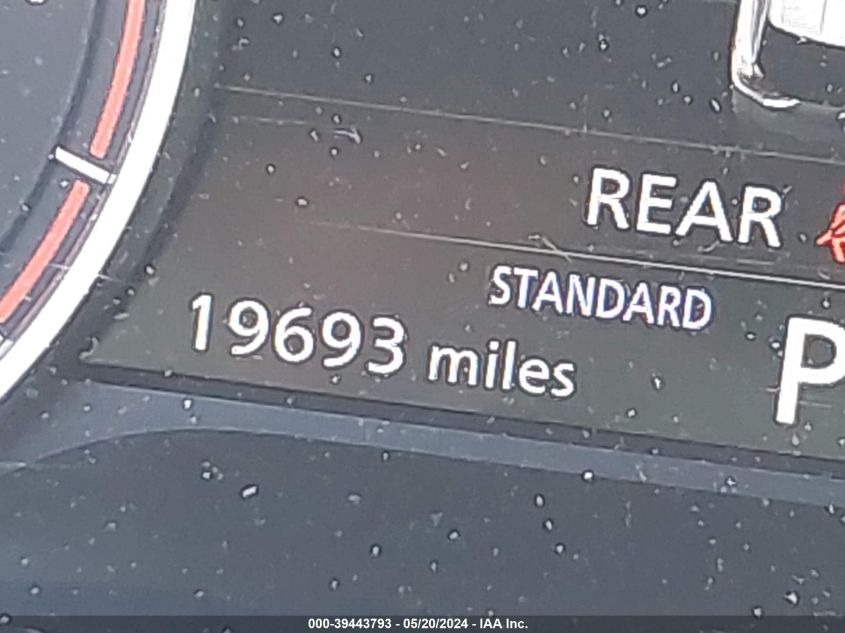 REAR
STANDARD
19693 miles
P
000-39443793 - 05/20/2024 - IAA Inc.